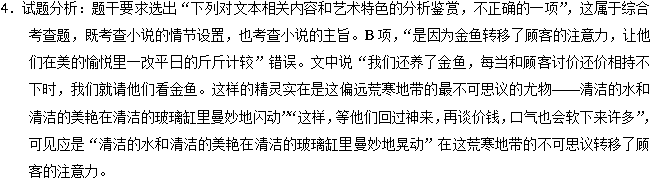 4．试题分析：题干要求选出“下列对文本相关内容和艺术特色的分析鉴赏，不正确的一项”，这属于综合
考查题，既考查小说的情节设置，也考查小说的主旨。B 项，“是因为金鱼转移了顾客的注意力，让他
们在美的愉悦里一改平日的斤斤计较”错误。文中说“我们还养了金鱼，每当和顾客讨价还价相持不
下时，我们就请他们看金鱼。这样的精灵实在是这偏远荒寒地带的最不可思议的尤物——清洁的水和
清洁的美艳在清洁的玻璃缸里曼妙地闪动”“这样，等他们回过神来，再谈价钱，口气也会软下来许多”，
可见应是“清洁的水和清洁的美艳在清洁的玻璃缸里曼妙地晃动”在这荒寒地带的不可思议转移了顾
客的注意力。